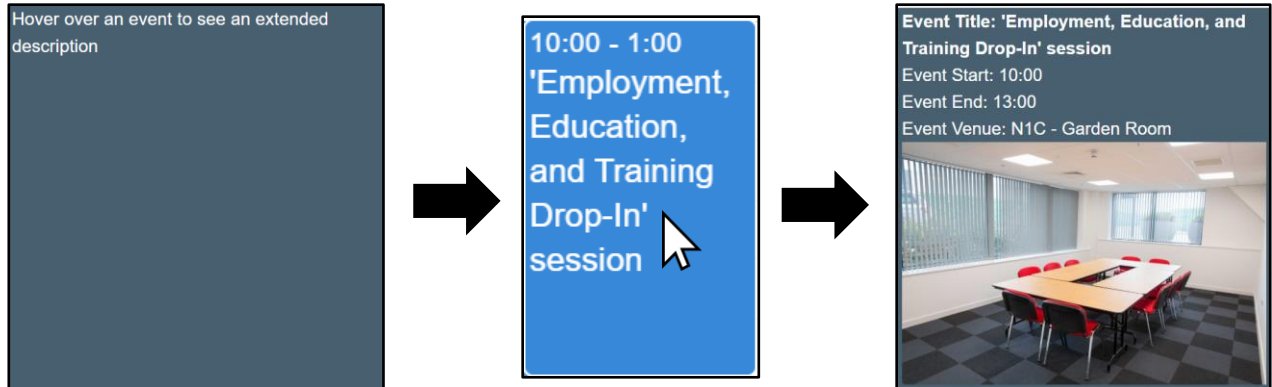 Hover over an event to see an extended
description
10:00 - 1:00
'Employment,
Education,
and Training
Drop-In'
session
Event Title: 'Employment, Education, and
Training Drop-In' session
Event Start: 10:00
Event End: 13:00
Event Venue: N1C - Garden Room